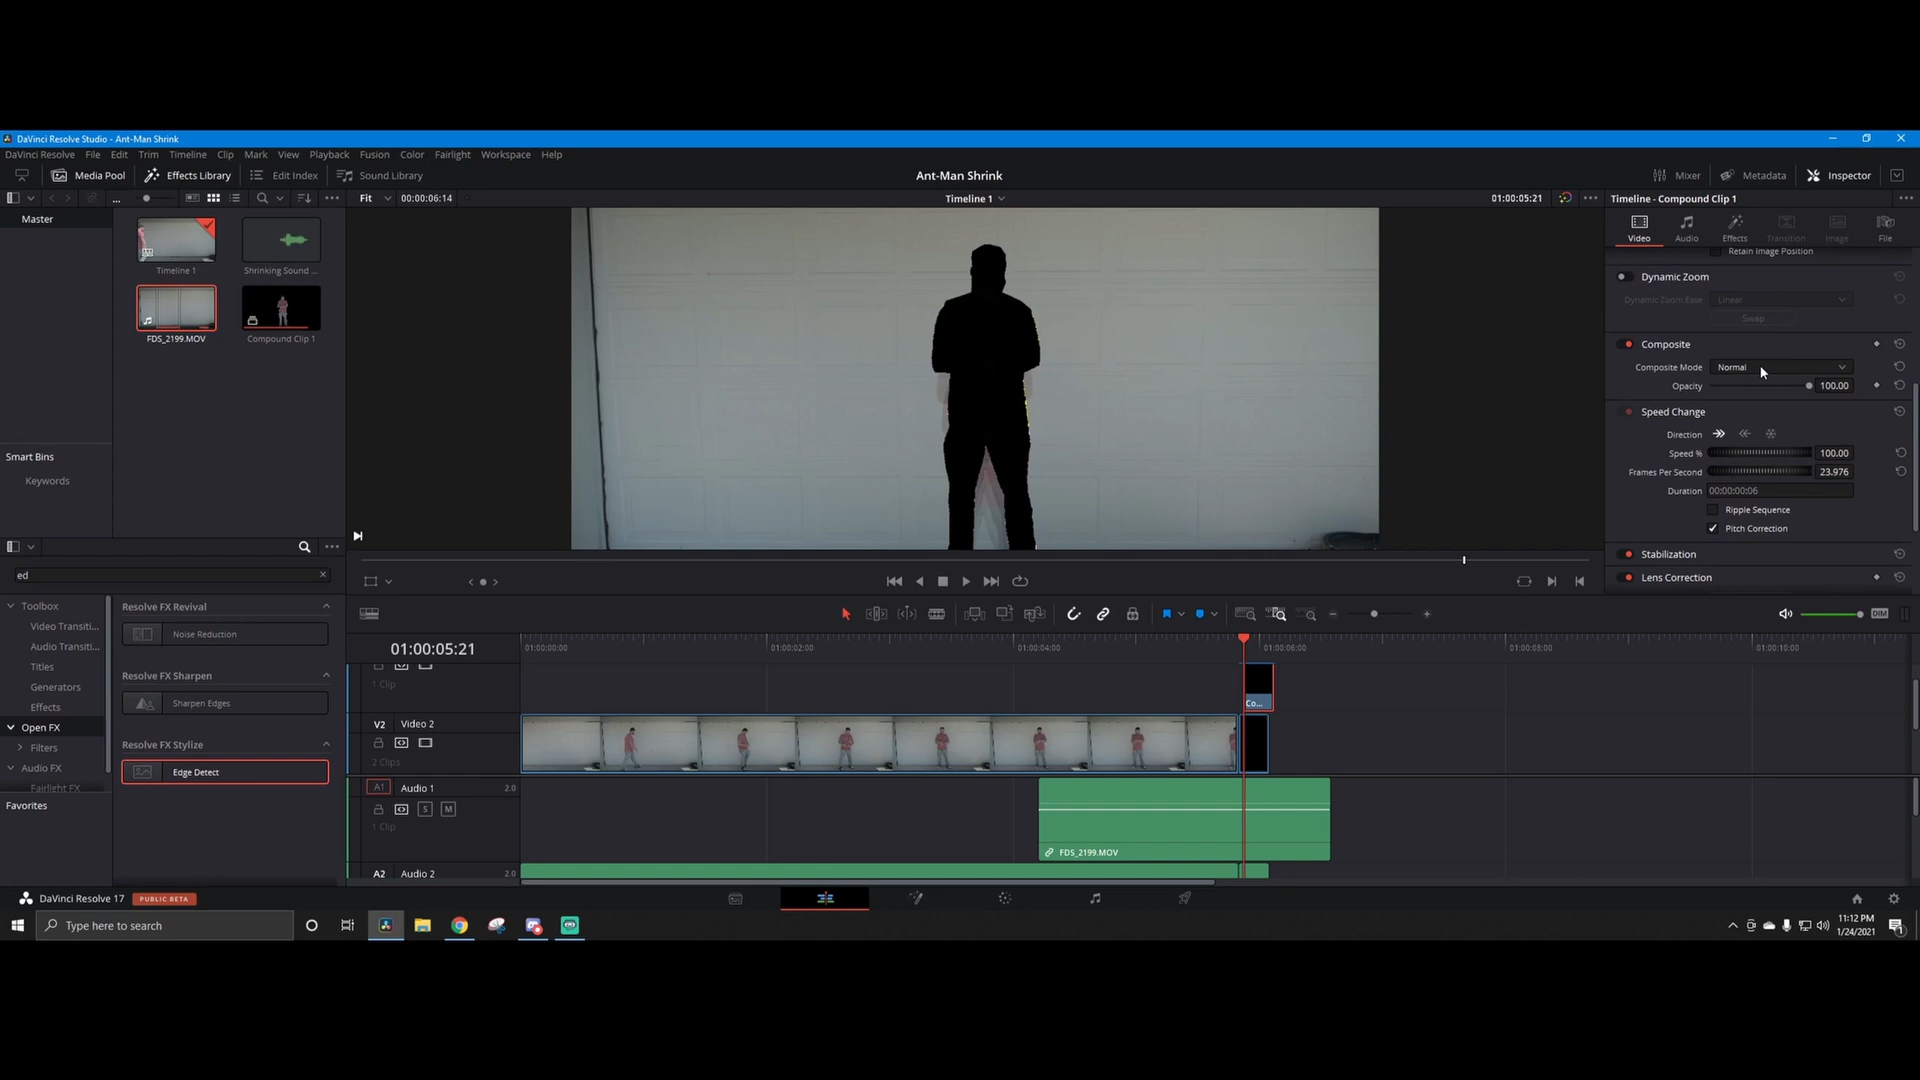 DaVinci Resolve Studio - Ant-Man Shrink
DaVinci Resolve File Edit Trim Timeline Clip Mark View Playback Fusion Color Fairlight Workspace Help
Media Pool Effects Library Edit Index Sound Library Ant-Man Shrink Mixer Metadata Inspector
Fit 00:00:06:14 Timeline 1 01:00:05:21 Timeline - Compound Clip 1
Master
Timeline 1
Shrinking Sound ...
FDS_2199.MOV
Compound Clip 1
Smart Bins
Keywords
Video Audio Effects Transition Image File
Retain Image Position
Dynamic Zoom
Dynamic Zoom Ease Linear
Swap
Composite
Composite Mode Normal
Opacity 100.00
Speed Change
Direction
Speed % 100.00
Frames Per Second 23.976
Duration 00:00:00:06
Ripple Sequence
Pitch Correction
Stabilization
Lens Correction
ed
Toolbox
Video Transiti...
Audio Transiti...
Titles
Generators
Effects
Open FX
Filters
Audio FX
Fairlight FX
Favorites
Resolve FX Revival
Noise Reduction
Resolve FX Sharpen
Sharpen Edges
Resolve FX Stylize
Edge Detect
DIM
01:00:05:21
01:00:00:00 01:00:02:00 01:00:04:00 01:00:06:00 01:00:08:00 01:00:10:00
1 Clip
Co...
V2 Video 2
2 Clips
A1 Audio 1 2.0
S M
1 Clip
FDS_2199.MOV
A2 Audio 2 2.0
DaVinci Resolve 17 PUBLIC BETA
Type here to search
11:12 PM
1/24/2021